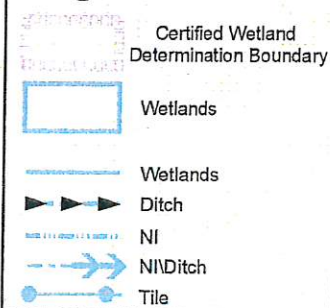 Certified Wetland
Determination Boundary
Wetlands
Wetlands
Ditch
NI
NI\Ditch
Tile